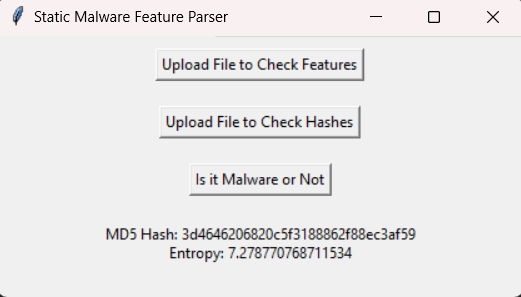 Static Malware Feature Parser
Upload File to Check Features
Upload File to Check Hashes
Is it Malware or Not
MD5 Hash: 3d4646206820c5f3188862f88ec3af59
Entropy: 7.278770768711534